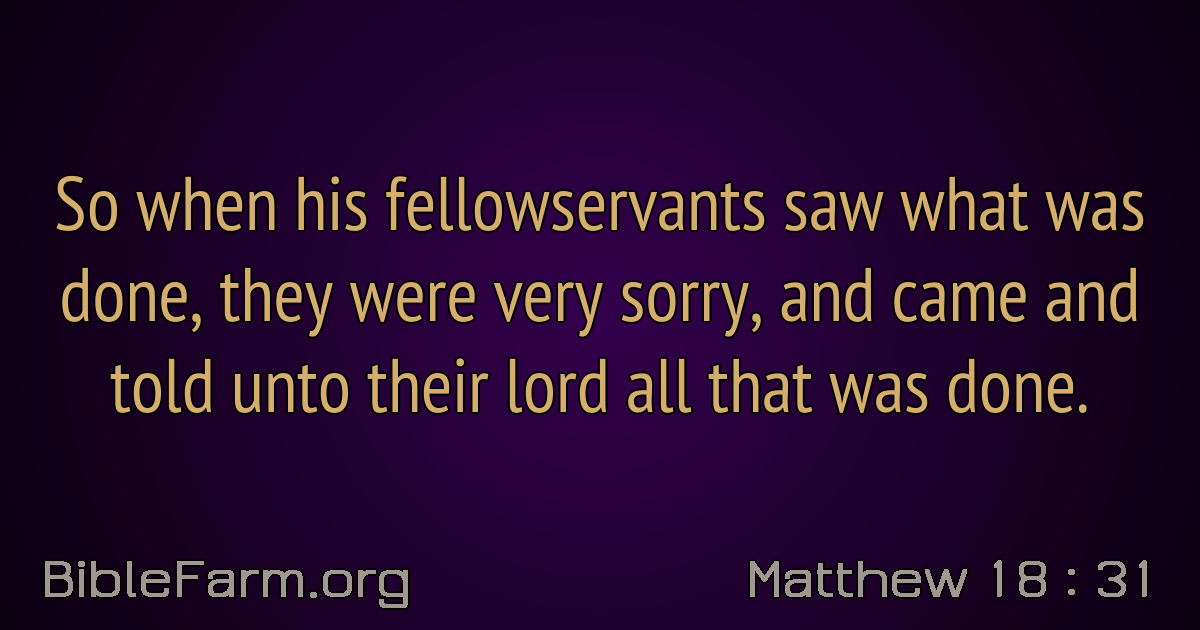 So when his fellowservants saw what was
done, they were very sorry, and came and
told unto their lord all that was done.
BibleFarm.org
Matthew 18 : 31